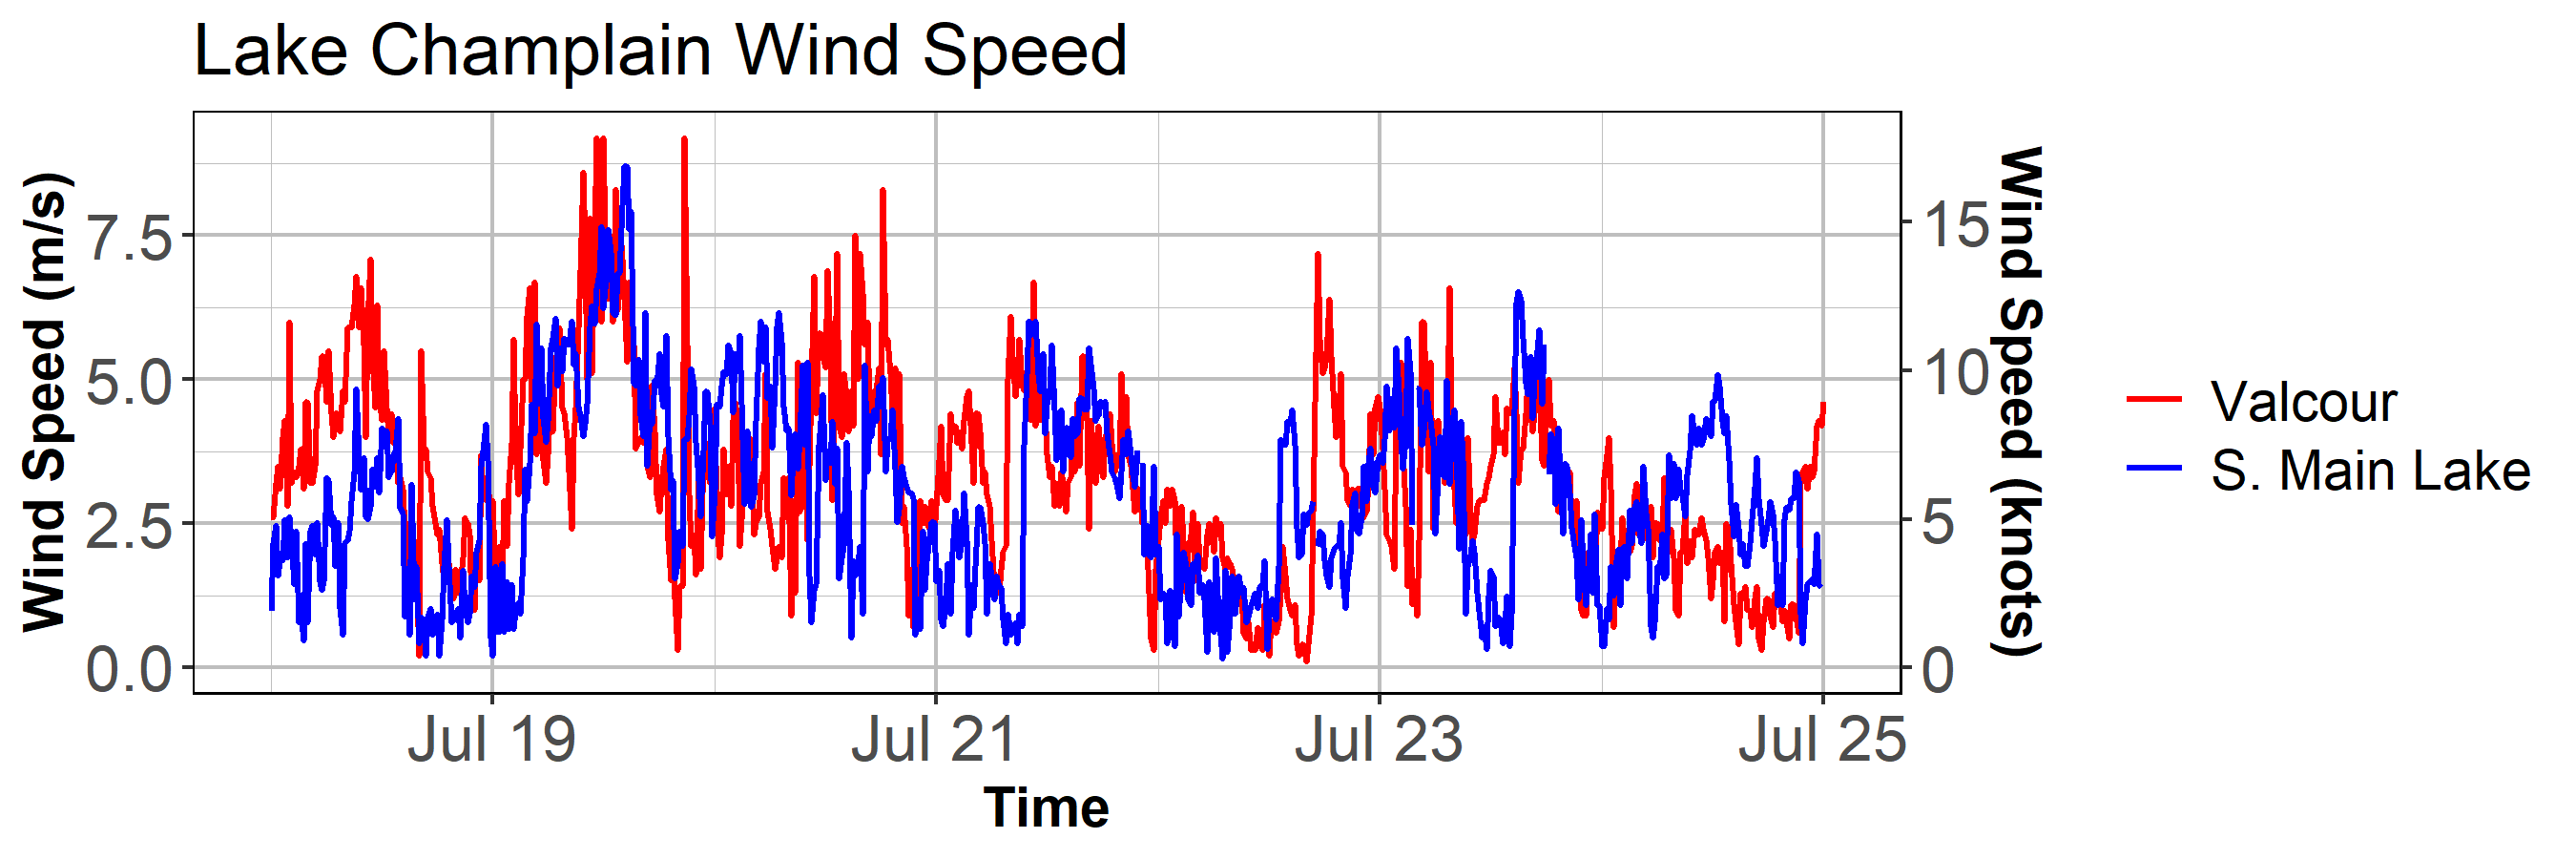 Lake Champlain Wind Speed
Wind Speed (m/s)
7.5
5.0
2.5
0.0
Wind Speed (knots)
15
10
5
0
Jul 19
Jul 21
Jul 23
Jul 25
Time
Valcour
S. Main Lake